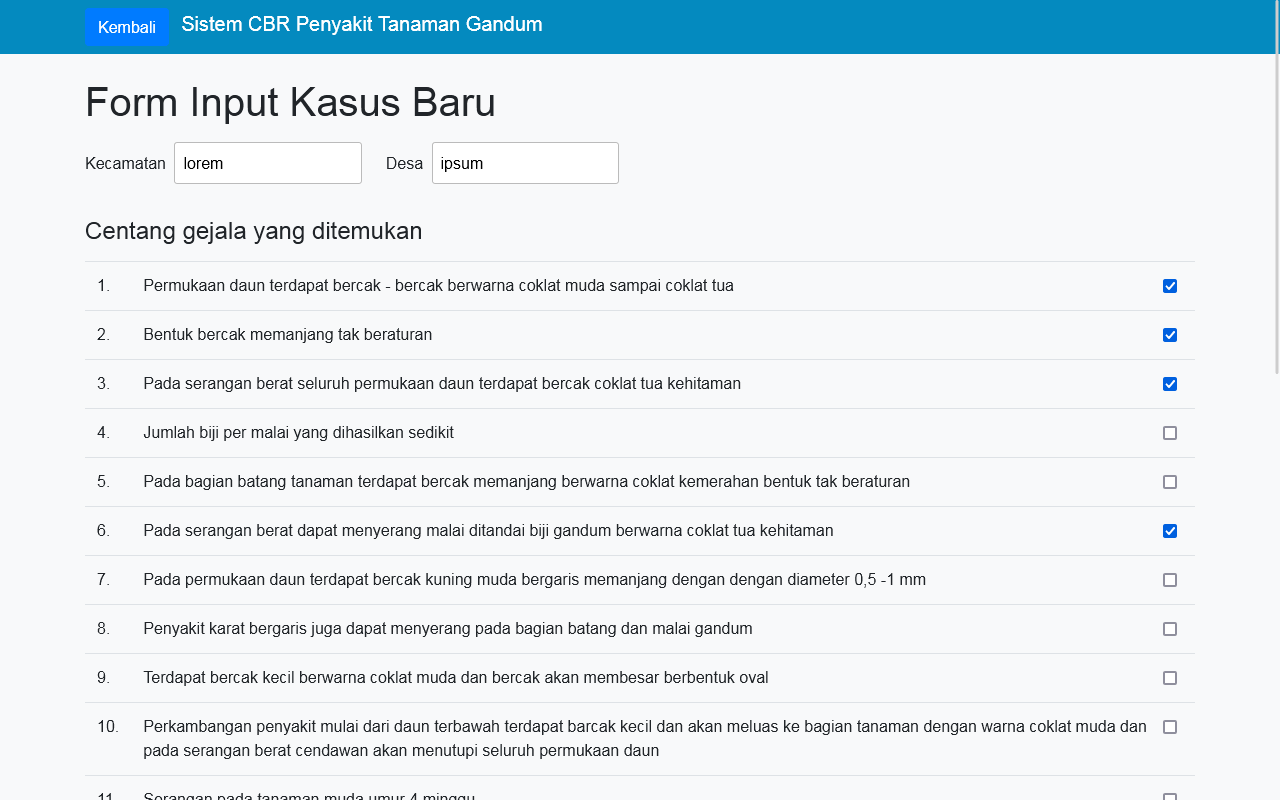 Kembali Sistem CBR Penyakit Tanaman Gandum
Form Input Kasus Baru
Kecamatan lorem Desa ipsum
Centang gejala yang ditemukan
1. Permukaan daun terdapat bercak - bercak berwarna coklat muda sampai coklat tua
2. Bentuk bercak memanjang tak beraturan
3. Pada serangan berat seluruh permukaan daun terdapat bercak coklat tua kehitaman
4. Jumlah biji per malai yang dihasilkan sedikit
5. Pada bagian batang tanaman terdapat bercak memanjang berwarna coklat kemerahan bentuk tak beraturan
6. Pada serangan berat dapat menyerang malai ditandai biji gandum berwarna coklat tua kehitaman
7. Pada permukaan daun terdapat bercak kuning muda bergaris memanjang dengan dengan diameter 0,5 -1 mm
8. Penyakit karat bergaris juga dapat menyerang pada bagian batang dan malai gandum
9. Terdapat bercak kecil berwarna coklat muda dan bercak akan membesar berbentuk oval
10. Perkambangan penyakit mulai dari daun terbawah terdapat barcak kecil dan akan meluas ke bagian tanaman dengan warna coklat muda dan
pada serangan berat cendawan akan menutupi seluruh permukaan daun
11. Serangan pada tanaman muda umur 4 minggu